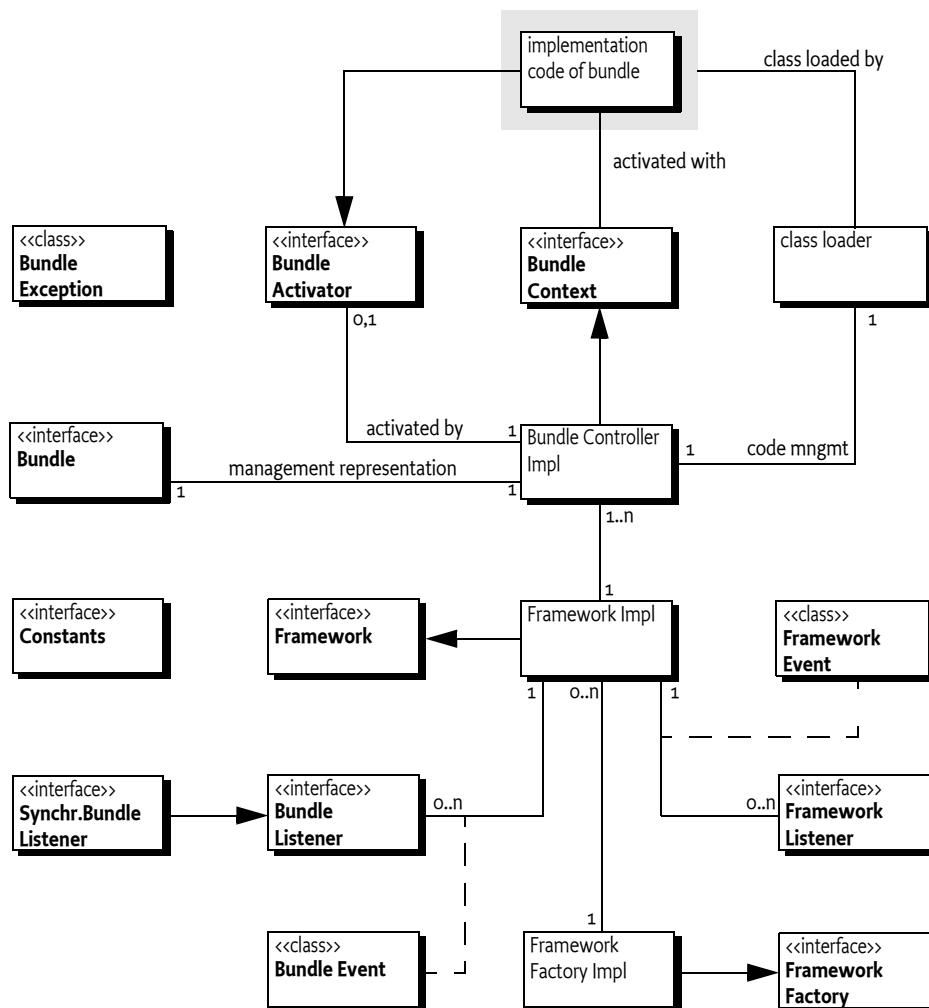 implementation
code of bundle
class loaded by
activated with
<<class>>
Bundle
Exception
<<interface>>
Bundle
Activator
<<interface>>
Bundle
Context
class loader
0,1
1
activated by
1
Bundle Controller
Impl
1
code mngmt
<<interface>>
Bundle
management representation
1
1
1..n
1
<<interface>>
Constants
<<interface>>
Framework
Framework Impl
<<class>>
Framework
Event
1
0..n
1
<<interface>>
Synchr.Bundle
Listener
<<interface>>
Bundle
Listener
0..n
0..n
<<interface>>
Framework
Listener
1
<<class>>
Bundle Event
Framework
Factory Impl
<<interface>>
Framework
Factory